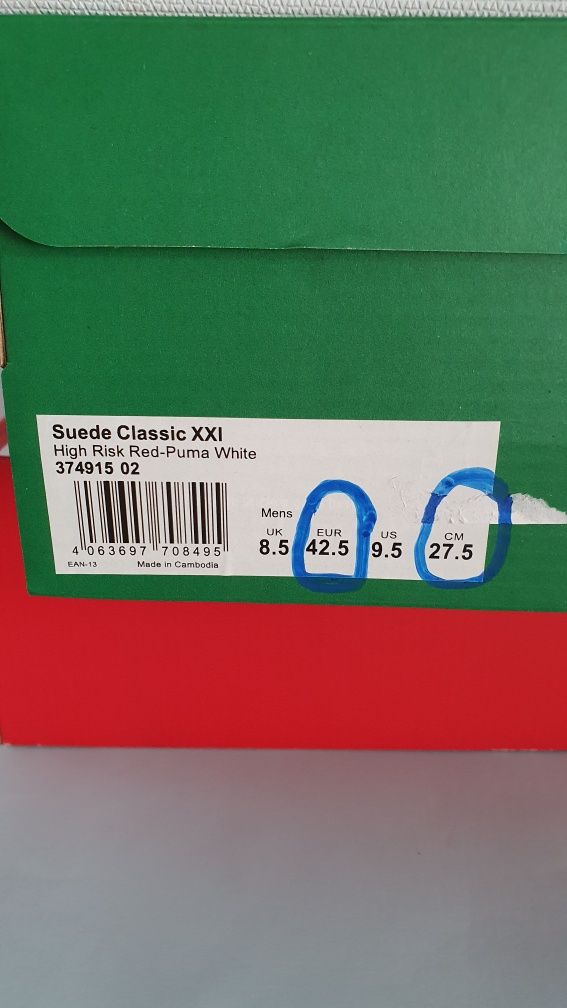 Suede Classic XXI
High Risk Red-Puma White
374915 02
Mens
UK EUR US CM
8.5 42.5 9.5 27.5
4 063697 708495
EAN-13 Made in Cambodia